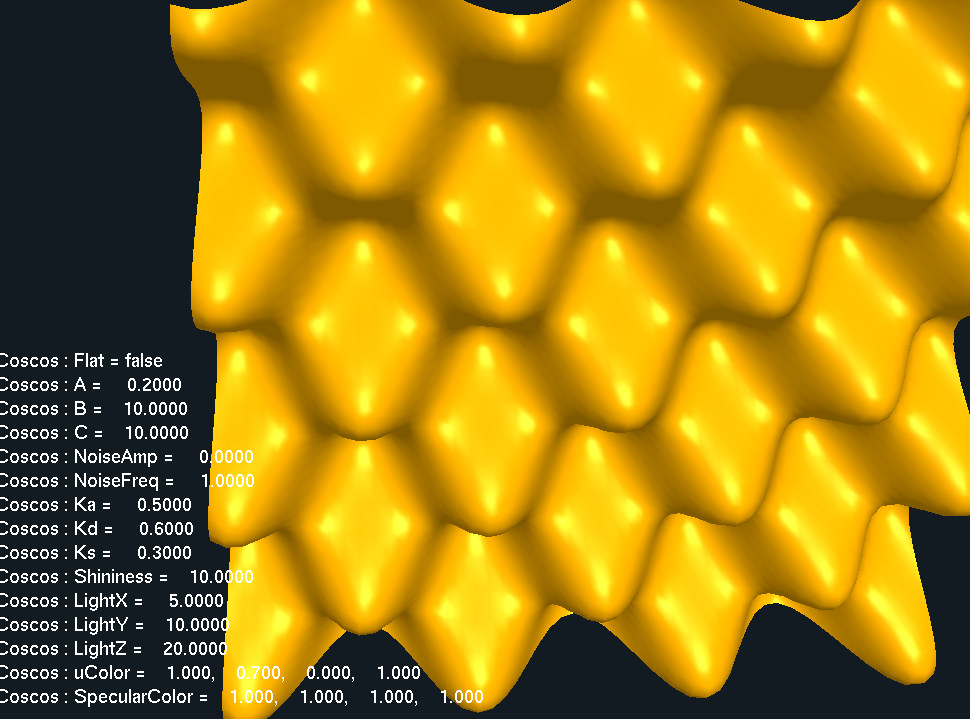 Coscos : Flat = false
Coscos : A = 0.2000
Coscos : B = 10.0000
Coscos : C = 10.0000
Coscos : NoiseAmp = 0.0000
Coscos : NoiseFreq = 1.0000
Coscos : Ka = 0.5000
Coscos : Kd = 0.6000
Coscos : Ks = 0.3000
Coscos : Shininess = 10.0000
Coscos : LightX = 5.0000
Coscos : LightY = 10.0000
Coscos : LightZ = 20.0000
Coscos : uColor = 1.000, 0.700, 0.000, 1.000
Coscos : SpecularColor = 1.000, 1.000, 1.000, 1.000